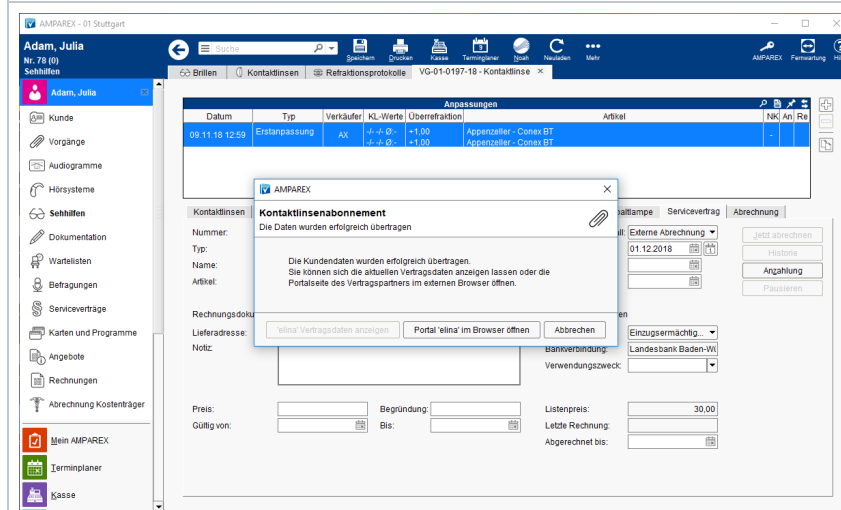 AMPAREX - 01 Stuttgart
Adam, Julia
Nr. 78 (0)
Sehhilfen
Suche
Speichern
Drucken
Kasse
Terminplaner
Noah
Neuladen
Mehr
AMPAREX
Fernwartung
Brillen
Kontaktlinsen
Refraktionsprotokolle
VG-01-0197-18 - Kontaktlinse ×
Adam, Julia
Kunde
Vorgänge
Audiogramme
Hörsysteme
Sehhilfen
Dokumentation
Wartelisten
Befragungen
Serviceverträge
Karten und Programme
Angebote
Rechnungen
Abrechnung Kostenträger
Mein AMPAREX
Terminplaner
Kasse
Anpassungen
Datum Typ Verkäufer KL-Werte Überrefraktion Artikel NK An Re
09.11.18 12:59 Erstanpassung AX -/- -/- Ø:- +1,00 Appenzeller - Conex BT -
-/- -/- Ø:- +1,00 Appenzeller - Conex BT
Kontaktlinsen
Servicevertrag
Abrechnung
Nummer:
Externe Abrechnung
Jetzt abrechnen
Typ:
01.12.2018
Historie
Name:
Anzahlung
Artikel:
Pausieren
AMPAREX
Kontaktlinsenabonnement
Die Daten wurden erfolgreich übertragen
Die Kundendaten wurden erfolgreich übertragen.
Sie können sich die aktuellen Vertragsdaten anzeigen lassen oder die
Portalseite des Vertragspartners im externen Browser öffnen.
'elina' Vertragsdaten anzeigen
Portal 'elina' im Browser öffnen
Abbrechen
Lieferadresse:
Einzugsermächtig...
Notiz:
Bankverbindung:
Landesbank Baden-W
Verwendungszweck:
Preis:
Begründung:
Listenpreis:
30,00
Gültig von:
Bis:
Letzte Rechnung:
Abgerechnet bis: